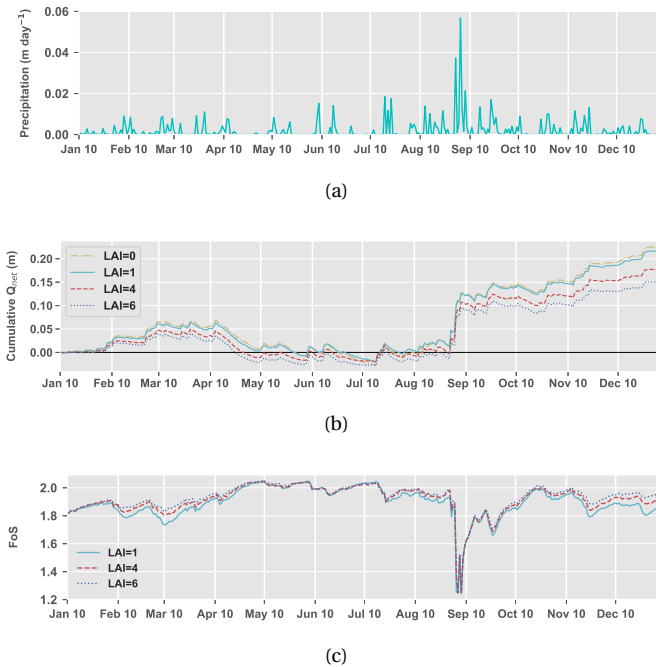 Precipitation (m day⁻¹)
0.06
0.04
0.02
0.00
Jan 10 Feb 10 Mar 10 Apr 10 May 10 Jun 10 Jul 10 Aug 10 Sep 10 Oct 10 Nov 10 Dec 10
(a)
Cumulative Qnet (m)
0.20
0.15
0.10
0.05
0.00
LAI=0
LAI=1
LAI=4
LAI=6
Jan 10 Feb 10 Mar 10 Apr 10 May 10 Jun 10 Jul 10 Aug 10 Sep 10 Oct 10 Nov 10 Dec 10
(b)
FoS
2.0
1.8
1.6
1.4
1.2
LAI=1
LAI=4
LAI=6
Jan 10 Feb 10 Mar 10 Apr 10 May 10 Jun 10 Jul 10 Aug 10 Sep 10 Oct 10 Nov 10 Dec 10
(c)